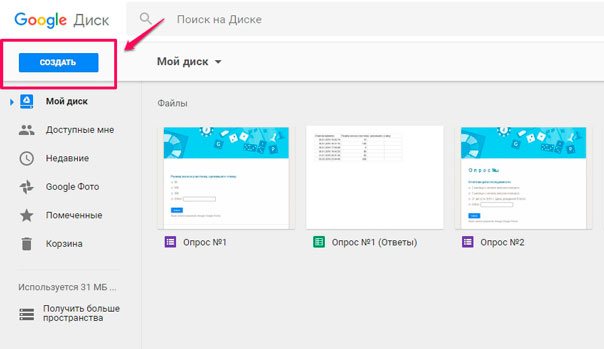 Google Диск
Поиск на Диске
СОЗДАТЬ
Мой диск
Мой диск
Доступные мне
Недавние
Google Фото
Помеченные
Корзина
Используется 31 МБ ...
Получить больше
пространства
Файлы
Опрос №1
Опрос №1 (Ответы)
Опрос №2